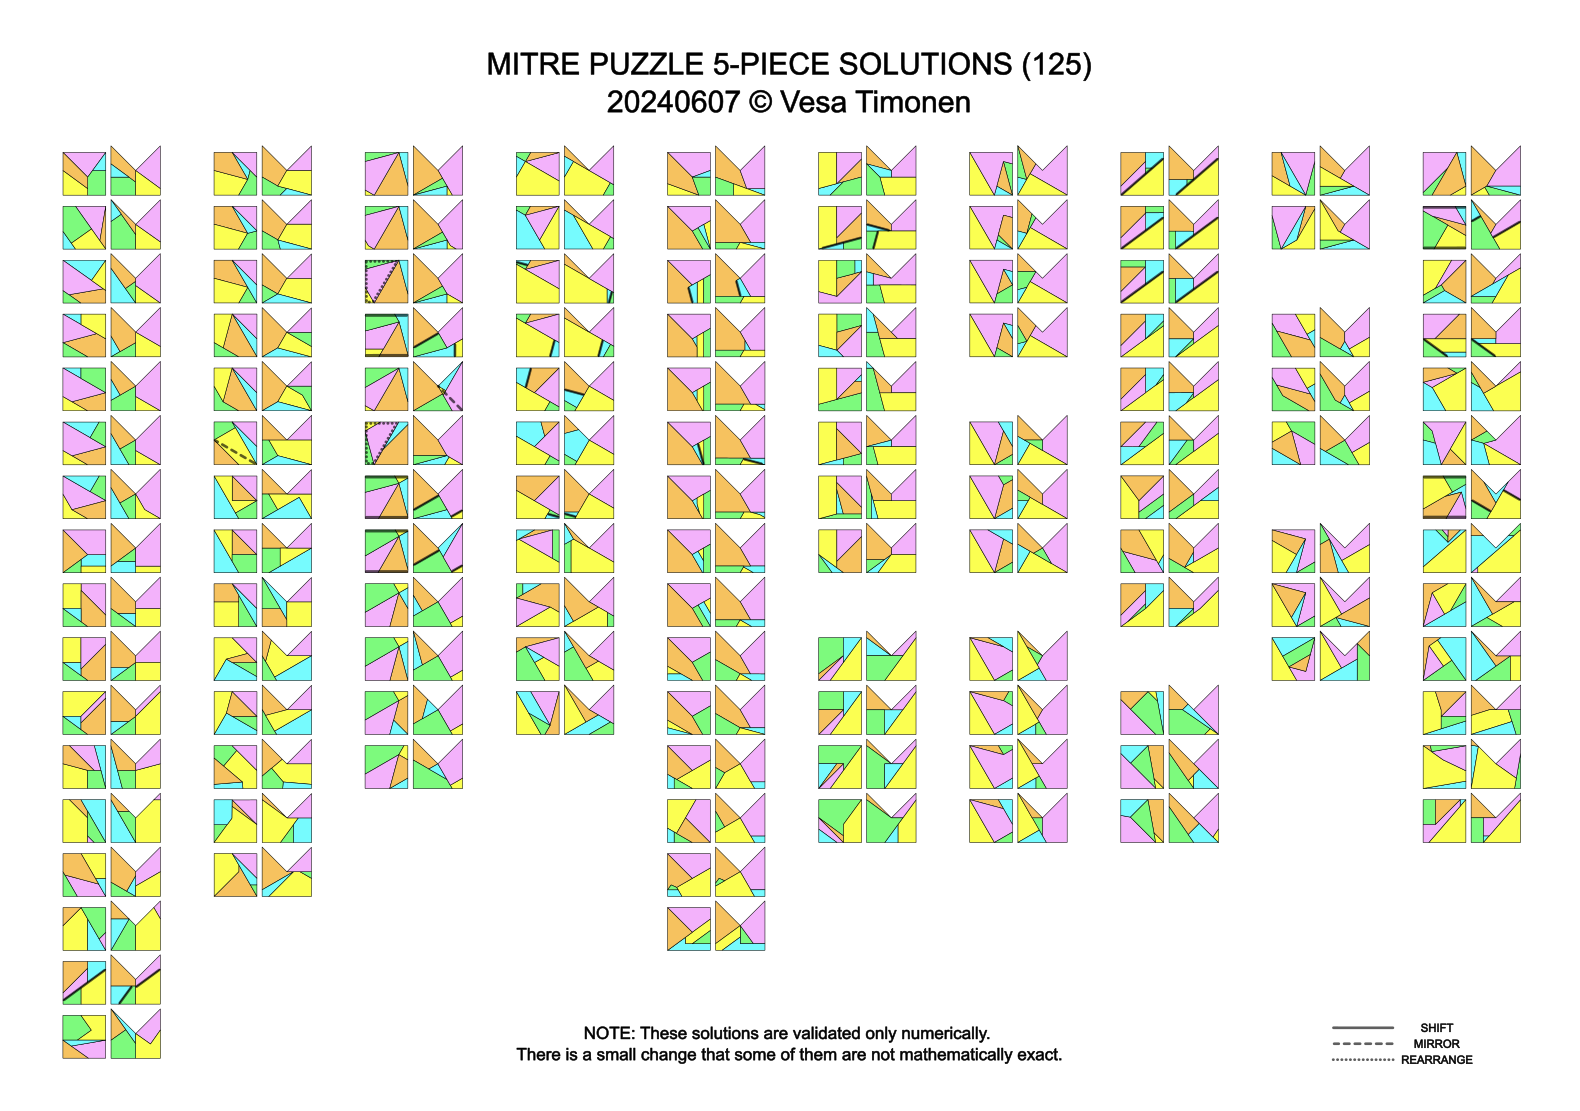 MITRE PUZZLE 5-PIECE SOLUTIONS (125)
20240607 © Vesa Timonen
NOTE: These solutions are validated only numerically.
There is a small change that some of them are not mathematically exact.
SHIFT
MIRROR
REARRANGE